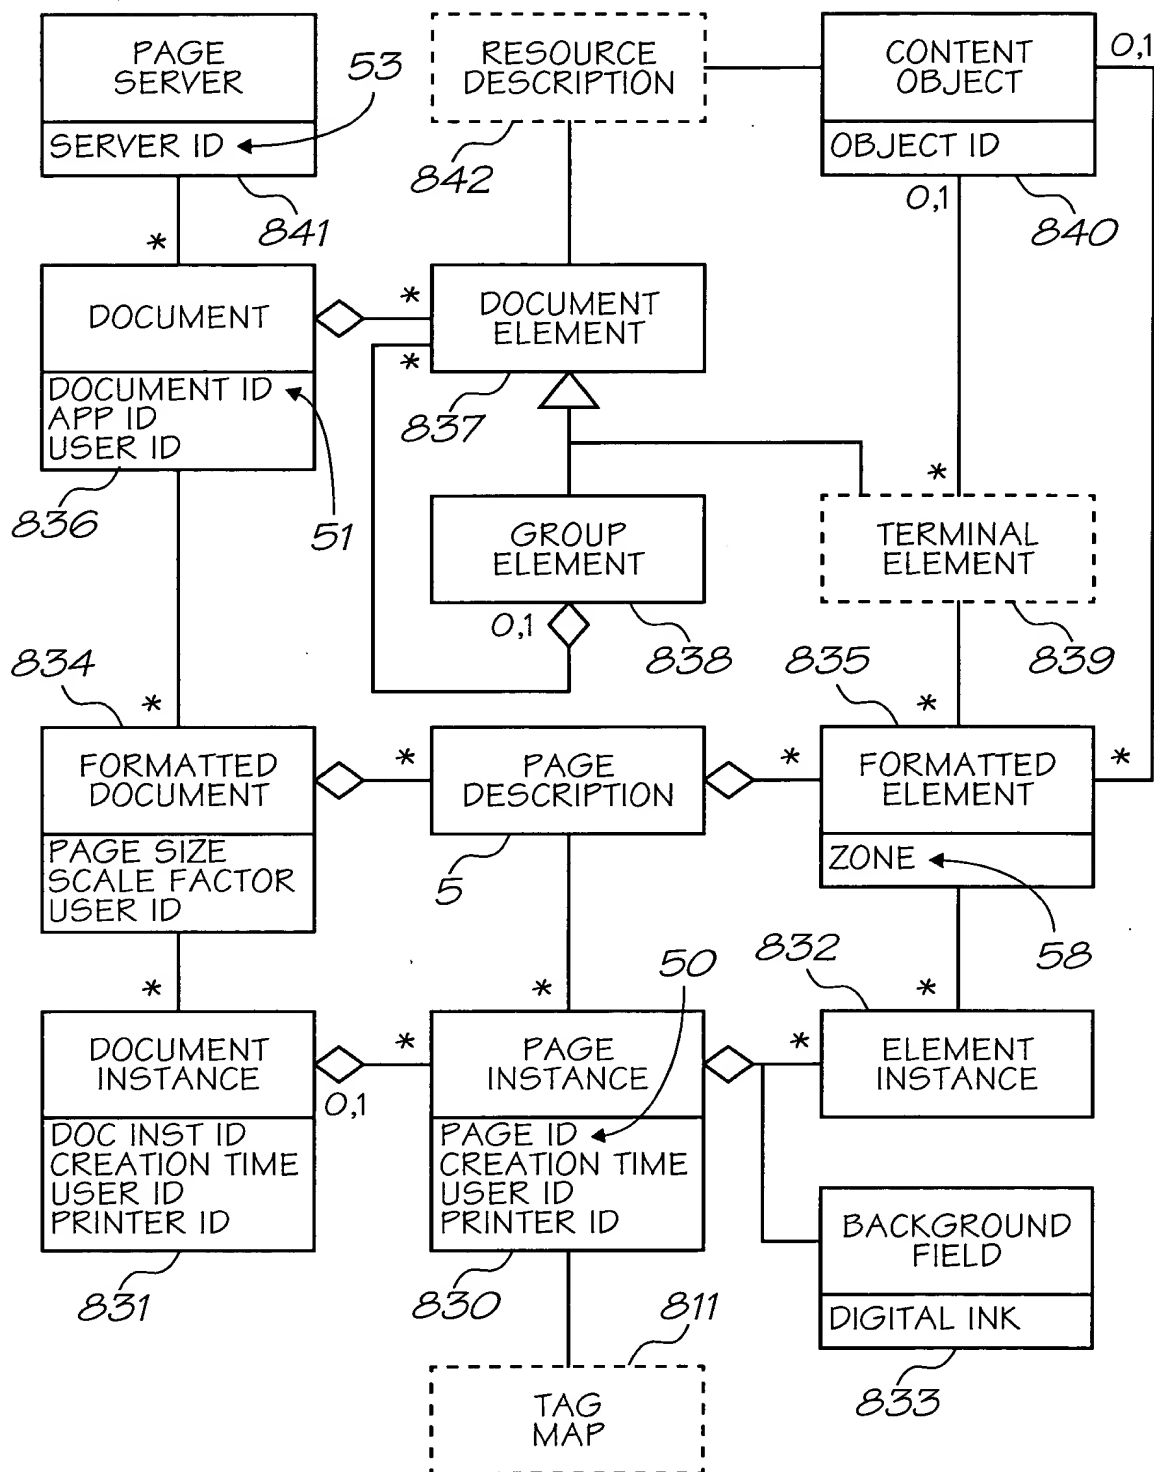 PAGE
SERVER
SERVER ID
53
841
*
RESOURCE
DESCRIPTION
842
CONTENT
OBJECT
OBJECT ID
0,1
0,1
840
DOCUMENT
DOCUMENT ID
APP ID
USER ID
836
51
*
*
DOCUMENT
ELEMENT
837
GROUP
ELEMENT
0,1
838
*
TERMINAL
ELEMENT
839
834
*
FORMATTED
DOCUMENT
PAGE SIZE
SCALE FACTOR
USER ID
*
PAGE
DESCRIPTION
5
835
*
*
*
FORMATTED
ELEMENT
ZONE
58
*
DOCUMENT
INSTANCE
0,1
DOC INST ID
CREATION TIME
USER ID
PRINTER ID
831
*
*
50
PAGE
INSTANCE
PAGE ID
CREATION TIME
USER ID
PRINTER ID
830
832
*
*
ELEMENT
INSTANCE
BACKGROUND
FIELD
DIGITAL INK
833
811
TAG
MAP